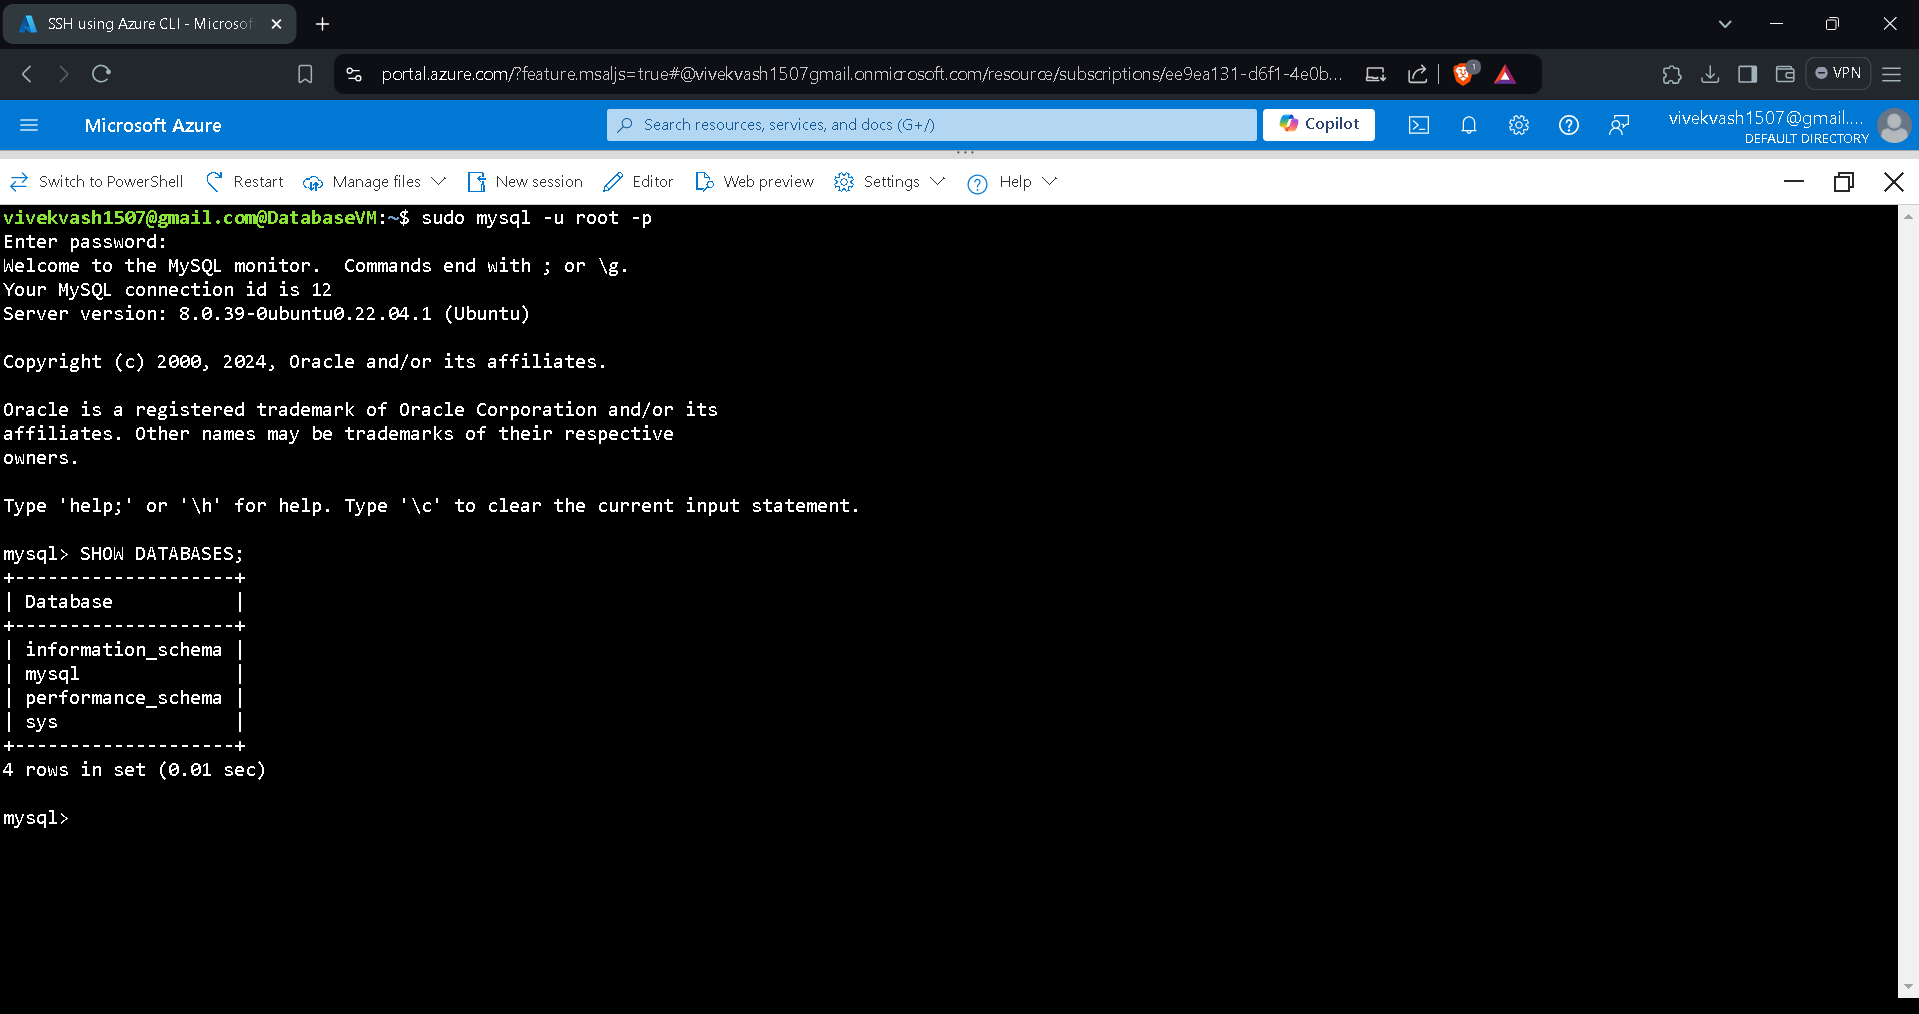 SSH using Azure CLI - Microsof
portal.azure.com/?feature.msaljs=true#@vivekvash1507gmail.onmicrosoft.com/resource/subscriptions/ee9ea131-d6f1-4e0b...
1
VPN
Microsoft Azure
Search resources, services, and docs (G+/)
Copilot
vivekvash1507@gmail....
DEFAULT DIRECTORY
...
Switch to PowerShell Restart Manage files New session Editor Web preview Settings Help
vivekvash1507@gmail.com@DatabaseVM:~$ sudo mysql -u root -p
Enter password:
Welcome to the MySQL monitor.  Commands end with ; or \g.
Your MySQL connection id is 12
Server version: 8.0.39-0ubuntu0.22.04.1 (Ubuntu)
Copyright (c) 2000, 2024, Oracle and/or its affiliates.
Oracle is a registered trademark of Oracle Corporation and/or its
affiliates. Other names may be trademarks of their respective
owners.
Type 'help;' or '\h' for help. Type '\c' to clear the current input statement.
mysql> SHOW DATABASES;
+--------------------+
| Database           |
+--------------------+
| information_schema |
| mysql              |
| performance_schema |
| sys                |
+--------------------+
4 rows in set (0.01 sec)
mysql>